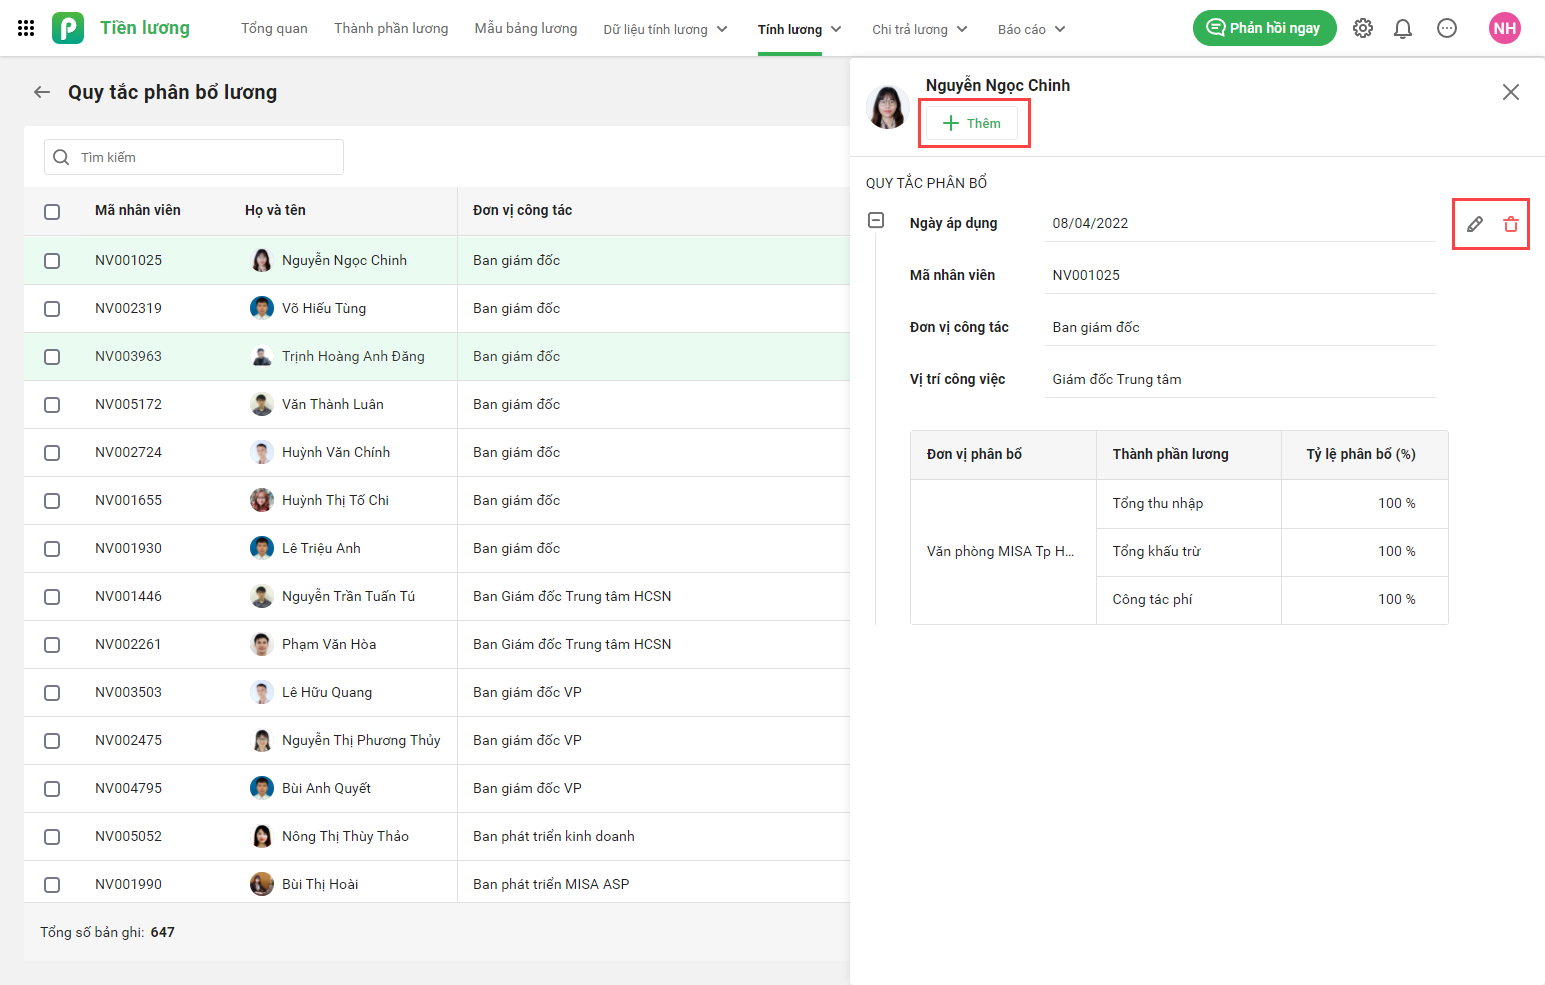 Tiền lương
Tổng quan
Thành phần lương
Mẫu bảng lương
Dữ liệu tính lương
Tính lương
Chi trả lương
Báo cáo
Phản hồi ngay
NH
Quy tắc phân bổ lương
Tìm kiếm
Mã nhân viên Họ và tên Đơn vị công tác
NV001025 Nguyễn Ngọc Chinh Ban giám đốc
NV002319 Võ Hiếu Tùng Ban giám đốc
NV003963 Trịnh Hoàng Anh Đăng Ban giám đốc
NV005172 Văn Thành Luân Ban giám đốc
NV002724 Huỳnh Văn Chính Ban giám đốc
NV001655 Huỳnh Thị Tố Chi Ban giám đốc
NV001930 Lê Triệu Anh Ban giám đốc
NV001446 Nguyễn Trần Tuấn Tú Ban Giám đốc Trung tâm HCSN
NV002261 Phạm Văn Hòa Ban Giám đốc Trung tâm HCSN
NV003503 Lê Hữu Quang Ban giám đốc VP
NV002475 Nguyễn Thị Phương Thủy Ban giám đốc VP
NV004795 Bùi Anh Quyết Ban giám đốc VP
NV005052 Nông Thị Thùy Thảo Ban phát triển kinh doanh
NV001990 Bùi Thị Hoài Ban phát triển MISA ASP
Tổng số bản ghi: 647
Nguyễn Ngọc Chinh
Thêm
QUY TẮC PHÂN BỔ
Ngày áp dụng 08/04/2022
Mã nhân viên NV001025
Đơn vị công tác Ban giám đốc
Vị trí công việc Giám đốc Trung tâm
Đơn vị phân bổ Thành phần lương Tỷ lệ phân bổ (%)
Tổng thu nhập 100 %
Văn phòng MISA Tp H... Tổng khấu trừ 100 %
Công tác phí 100 %